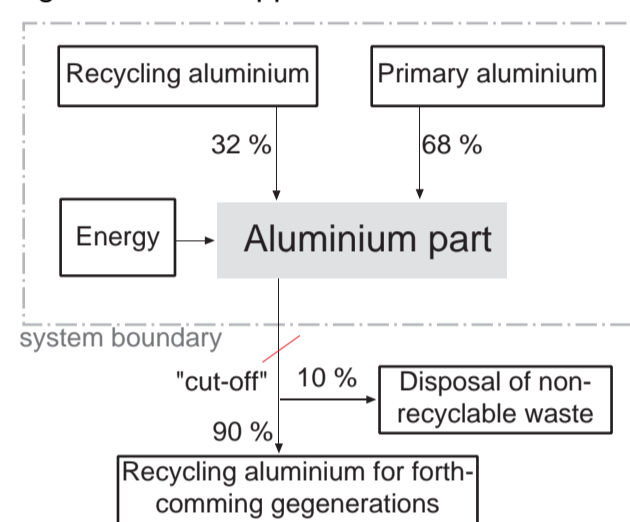 Recycling aluminium
Primary aluminium
32 %
68 %
Energy
Aluminium part
system boundary
"cut-off"
10 %
Disposal of non-
recyclable waste
90 %
Recycling aluminium for forth-
comming gegenerations